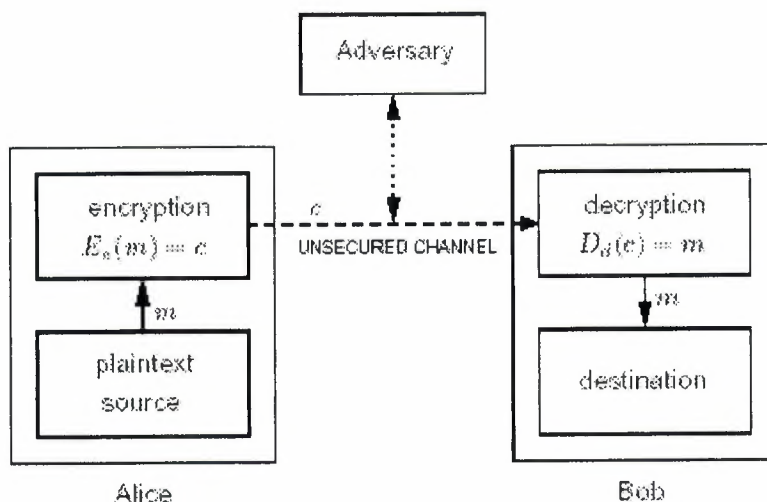 Adversary
encryption
E_e(m) = c
c
UNSECURED CHANNEL
decryption
D_d(c) = m
m
m
plaintext
source
destination
Alice
Bob